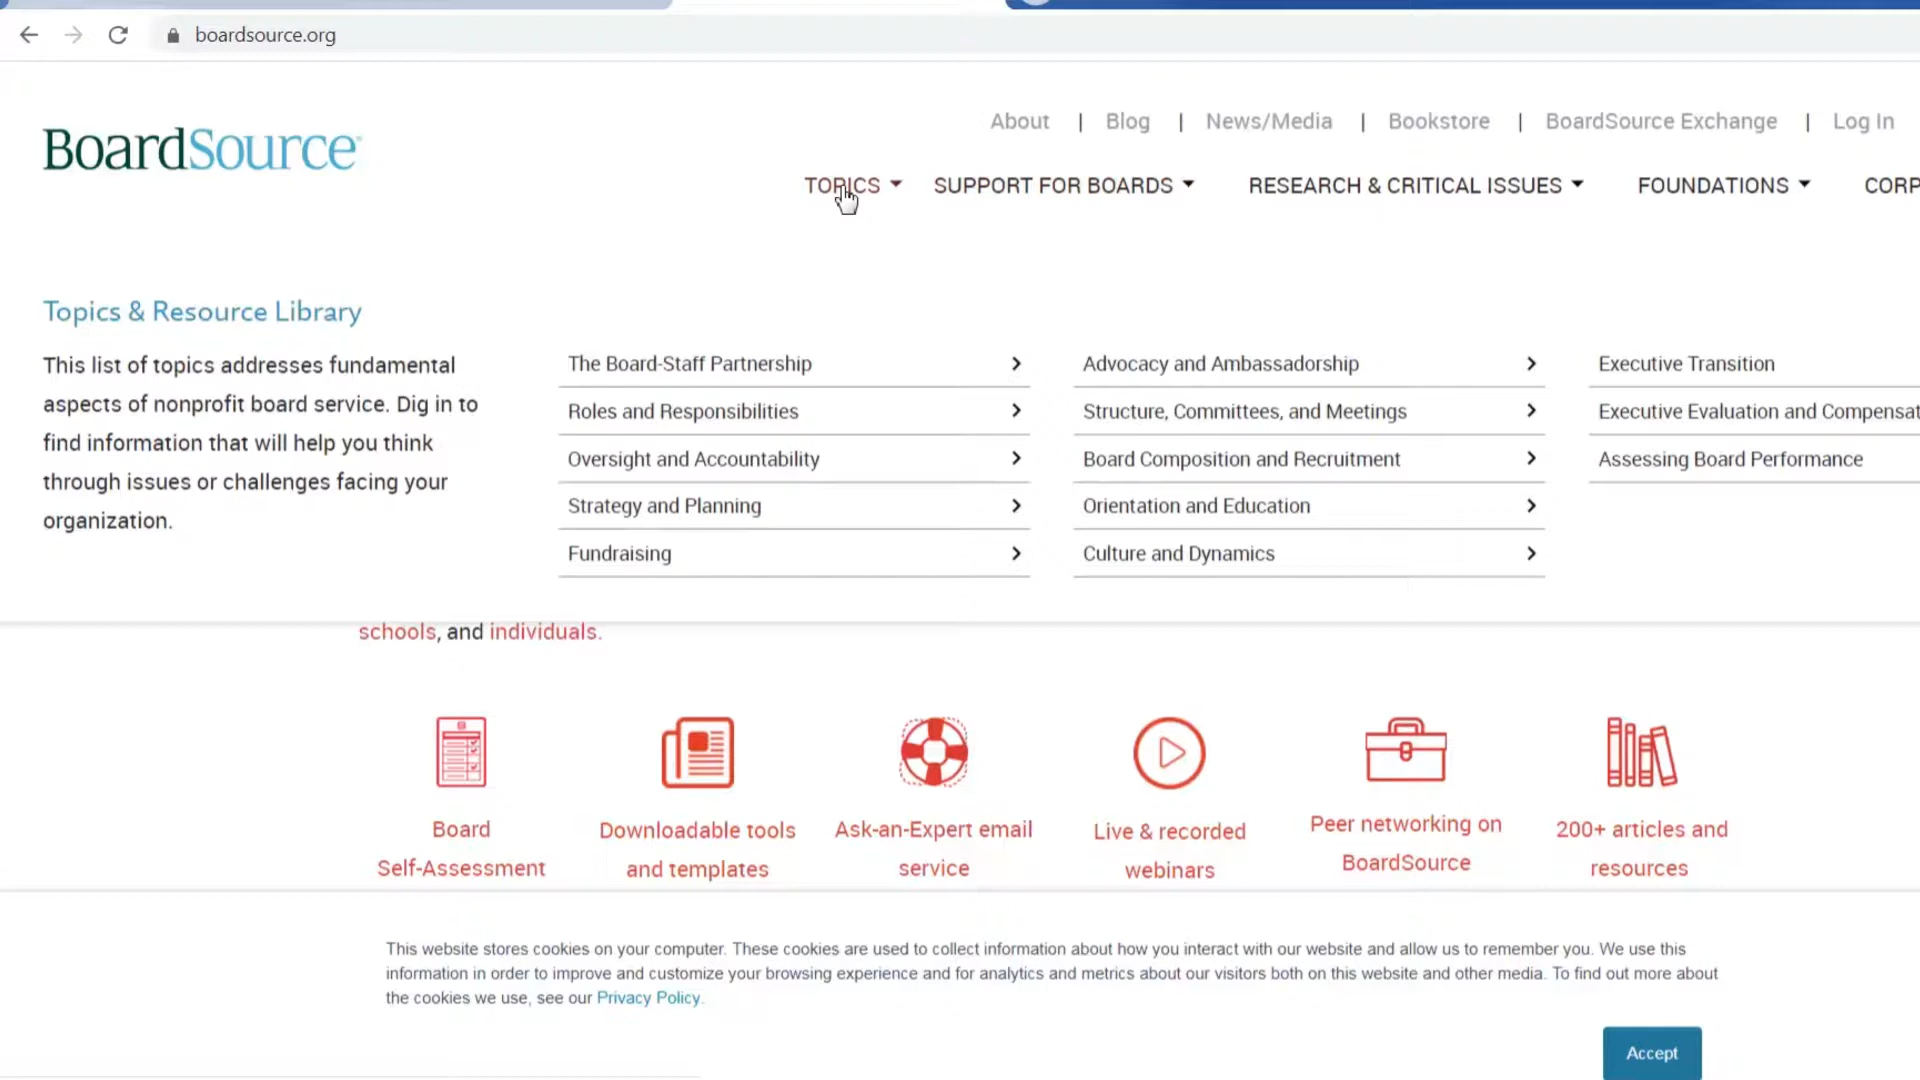 boardsource.org
About | Blog | News/Media | Bookstore | BoardSource Exchange | Log In
BoardSource
TOPICS SUPPORT FOR BOARDS RESEARCH & CRITICAL ISSUES FOUNDATIONS CORP
Topics & Resource Library
This list of topics addresses fundamental
aspects of nonprofit board service. Dig in to
find information that will help you think
through issues or challenges facing your
organization.
The Board-Staff Partnership
Roles and Responsibilities
Oversight and Accountability
Strategy and Planning
Fundraising
Advocacy and Ambassadorship
Structure, Committees, and Meetings
Board Composition and Recruitment
Orientation and Education
Culture and Dynamics
Executive Transition
Executive Evaluation and Compensat
Assessing Board Performance
schools, and individuals.
Board
Self-Assessment
Downloadable tools
and templates
Ask-an-Expert email
service
Live & recorded
webinars
Peer networking on
BoardSource
200+ articles and
resources
This website stores cookies on your computer. These cookies are used to collect information about how you interact with our website and allow us to remember you. We use this
information in order to improve and customize your browsing experience and for analytics and metrics about our visitors both on this website and other media. To find out more about
the cookies we use, see our Privacy Policy.
Accept